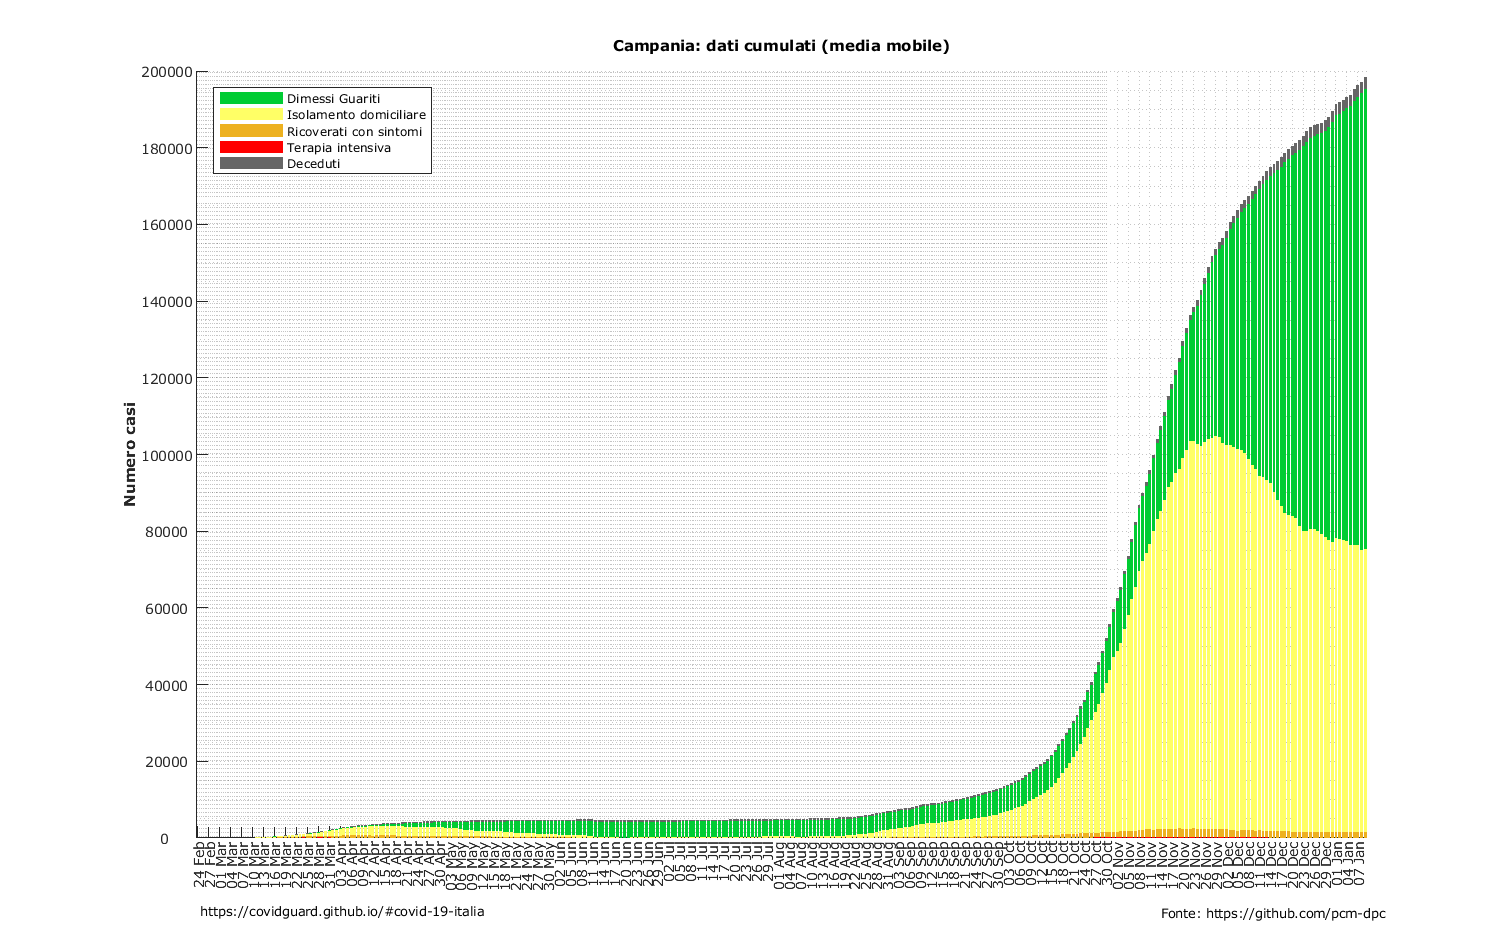 Campania: dati cumulati (media mobile)
200000
180000
160000
140000
120000
100000
80000
60000
40000
20000
0
Numero casi
Dimessi Guariti
Isolamento domiciliare
Ricoverati con sintomi
Terapia intensiva
Deceduti
24 Feb
27 Feb
01 Mar
04 Mar
07 Mar
10 Mar
13 Mar
16 Mar
19 Mar
22 Mar
25 Mar
28 Mar
31 Mar
03 Apr
06 Apr
09 Apr
12 Apr
15 Apr
18 Apr
21 Apr
24 Apr
27 Apr
30 Apr
03 May
06 May
09 May
12 May
15 May
18 May
21 May
24 May
27 May
30 May
02 Jun
05 Jun
08 Jun
11 Jun
14 Jun
17 Jun
20 Jun
23 Jun
26 Jun
29 Jun
02 Jul
05 Jul
08 Jul
11 Jul
14 Jul
17 Jul
20 Jul
23 Jul
26 Jul
29 Jul
01 Aug
04 Aug
07 Aug
10 Aug
13 Aug
16 Aug
19 Aug
22 Aug
25 Aug
28 Aug
31 Aug
03 Sep
06 Sep
09 Sep
12 Sep
15 Sep
18 Sep
21 Sep
24 Sep
27 Sep
30 Sep
03 Oct
06 Oct
09 Oct
12 Oct
15 Oct
18 Oct
21 Oct
24 Oct
27 Oct
30 Oct
02 Nov
05 Nov
08 Nov
11 Nov
14 Nov
17 Nov
20 Nov
23 Nov
26 Nov
29 Nov
02 Dec
05 Dec
08 Dec
11 Dec
14 Dec
17 Dec
20 Dec
23 Dec
26 Dec
29 Dec
01 Jan
04 Jan
07 Jan
https://covidguard.github.io/#covid-19-italia
Fonte: https://github.com/pcm-dpc